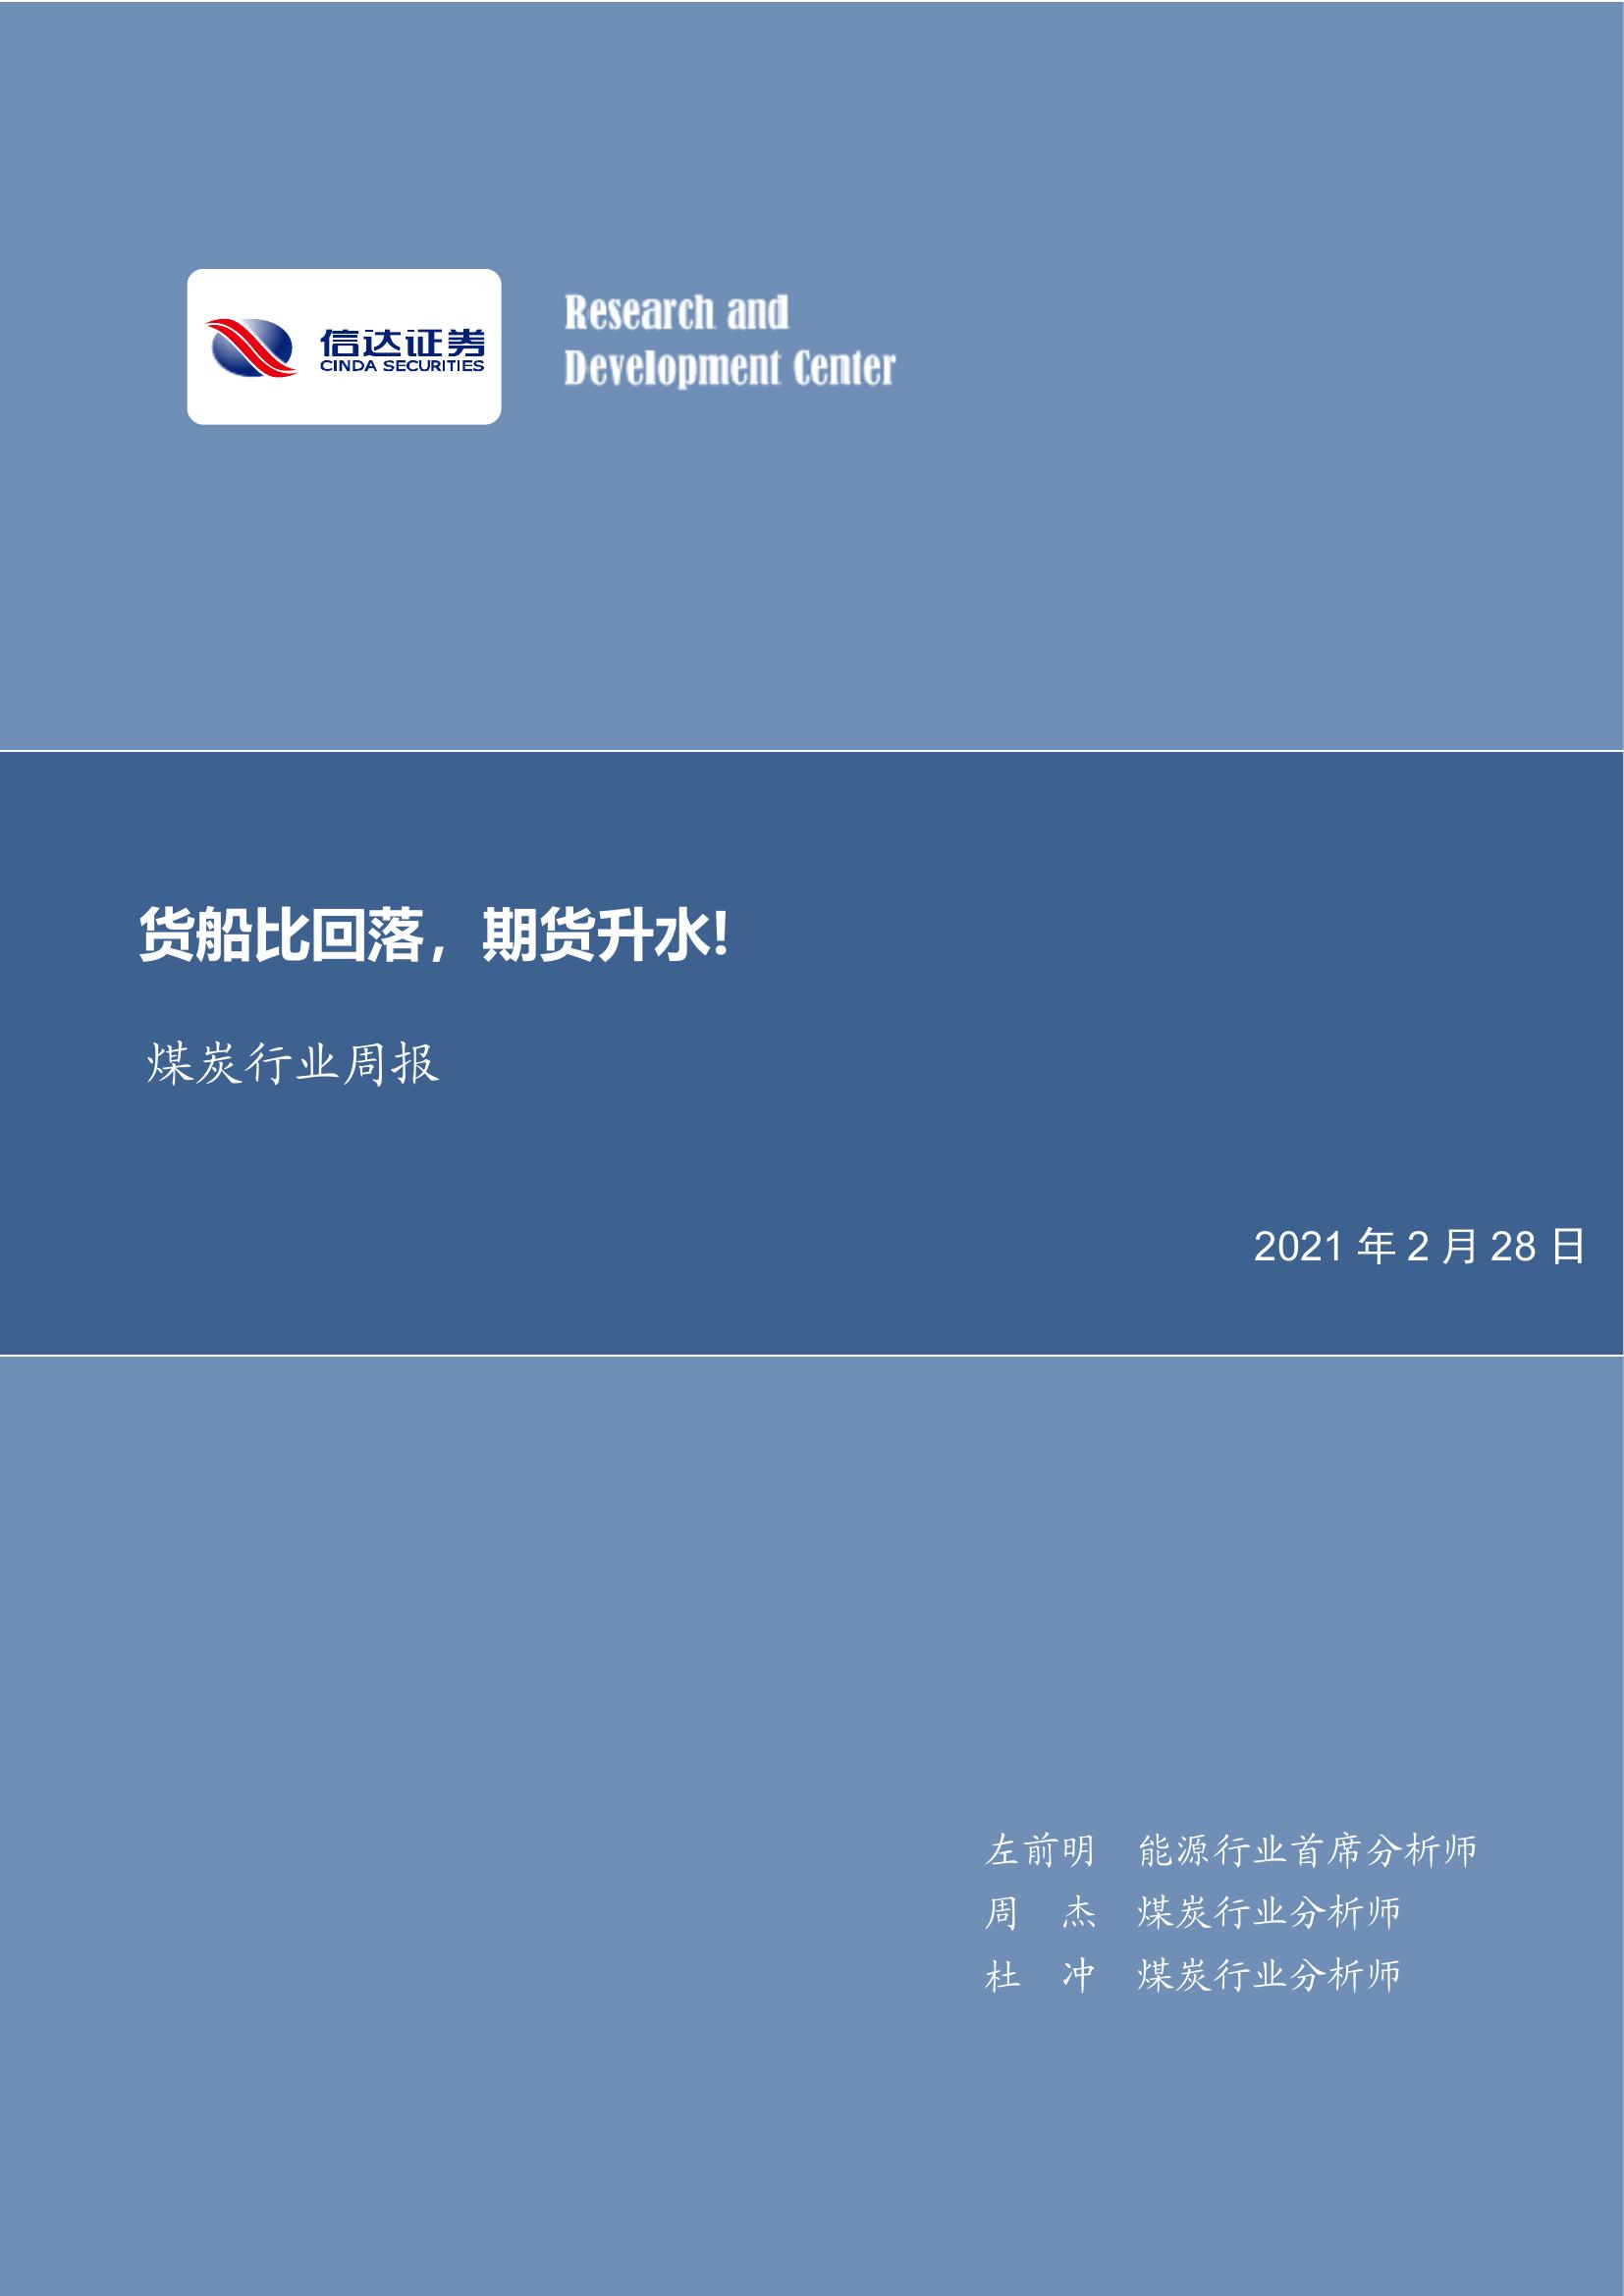 信达证券
CINDA SECURITIES
Research and
Development Center
货船比回落，期货升水！
煤炭行业周报
2021 年 2 月 28 日
左前明 能源行业首席分析师
周 杰 煤炭行业分析师
杜 冲 煤炭行业分析师